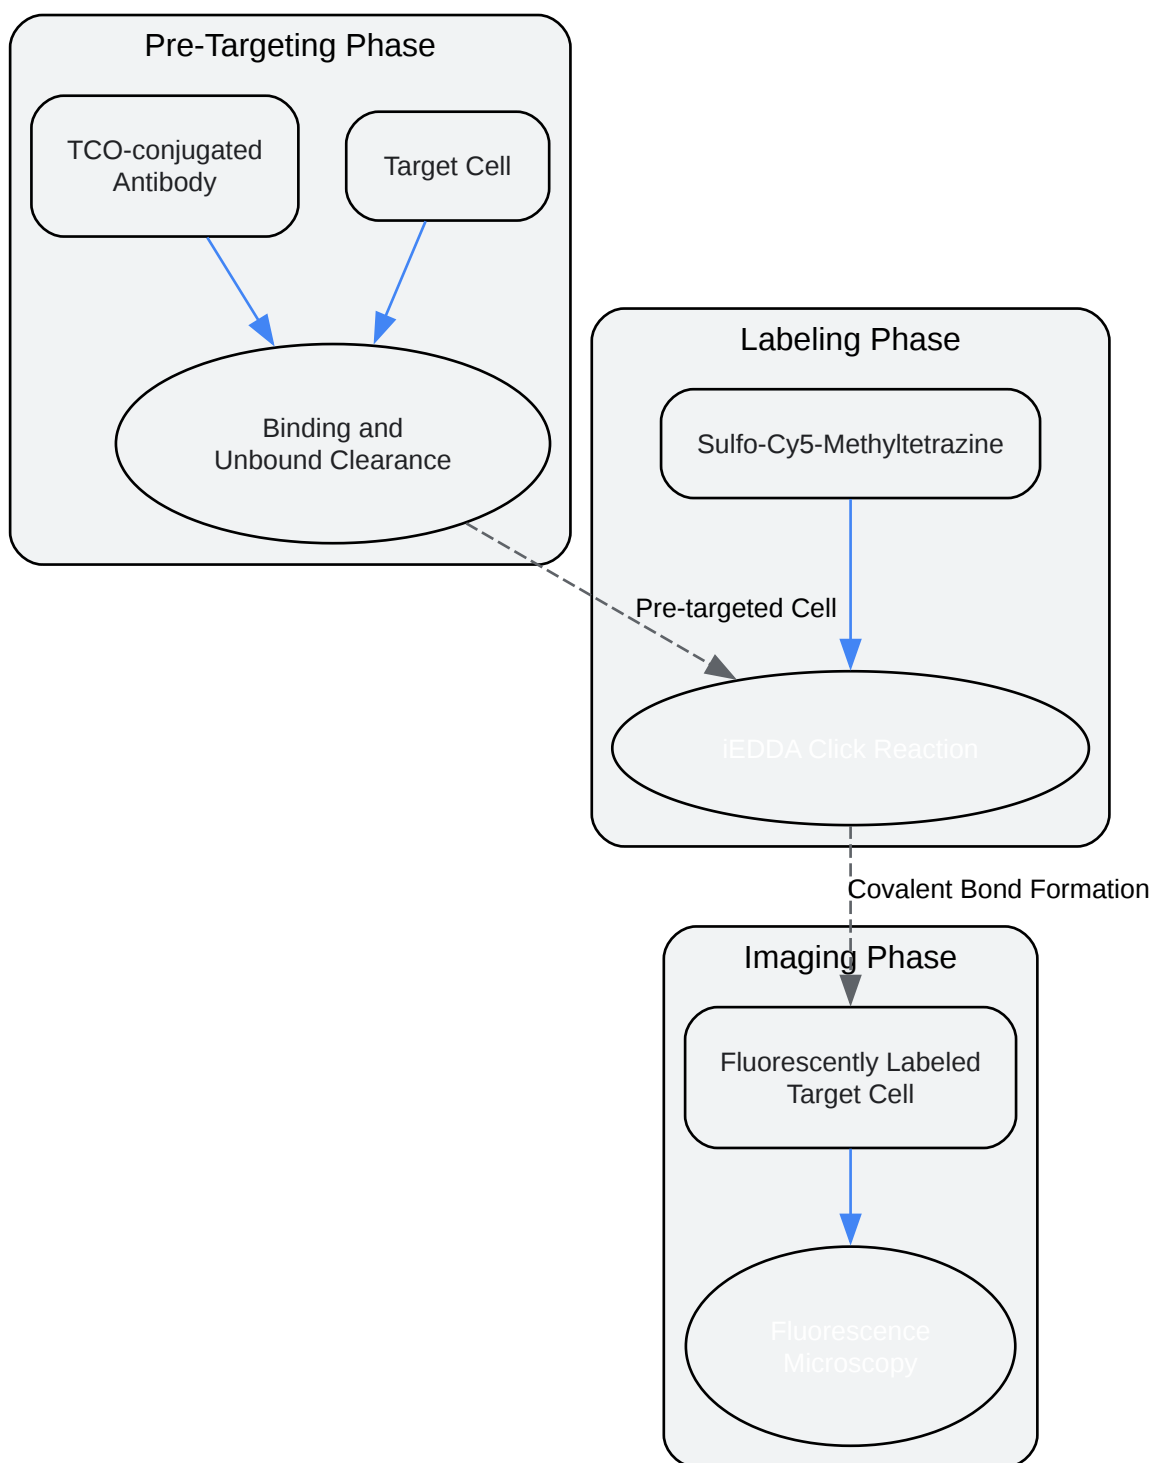 Pre-Targeting Phase
TCO-conjugated
Antibody
Target Cell
Binding and
Unbound Clearance
Labeling Phase
Sulfo-Cy5-Methyltetrazine
Pre-targeted Cell
iEDDA Click Reaction
Covalent Bond Formation
Imaging Phase
Fluorescently Labeled
Target Cell
Fluorescence
Microscopy